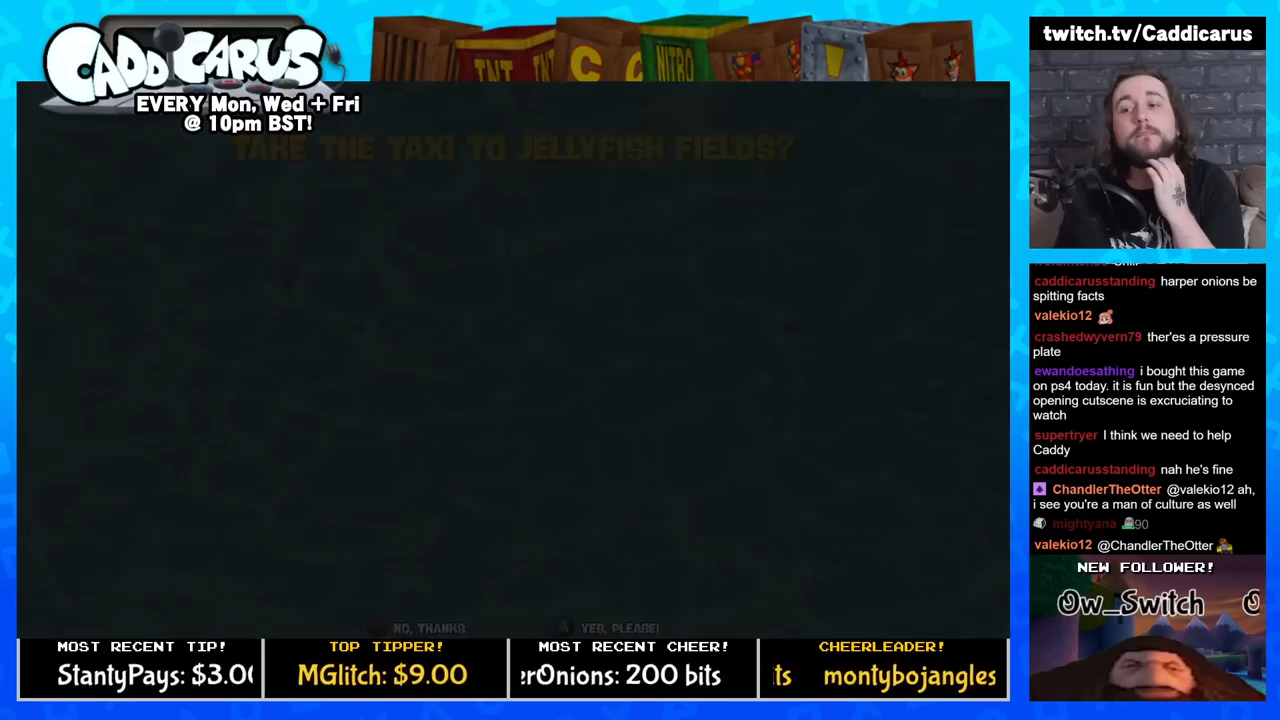 CADDICARUS
EVERY Mon, Wed + Fri
@ 10pm BST!
TNT
C
NITRO
TAKE THE TAXI TO JELLYFISH FIELDS?
NO, THANKS
YES, PLEASE!
MOST RECENT TIP!
StantyPays: $3.00
TOP TIPPER!
MGlitch: $9.00
MOST RECENT CHEER!
erOnions: 200 bits
CHEERLEADER!
its montybojangles
twitch.tv/Caddicarus
caddicarusstanding harper onions be
spitting facts
valekio12
crashedwyvern79 ther'es a pressure
plate
ewandoesathing i bought this game
on ps4 today. it is fun but the desynced
opening cutscene is excruciating to
watch
supertryer I think we need to help
Caddy
caddicarusstanding nah he's fine
ChandlerTheOtter @valekio12 ah,
i see you're a man of culture as well
mightyana 90
valekio12 @ChandlerTheOtter
NEW FOLLOWER!
Ow_Switch O